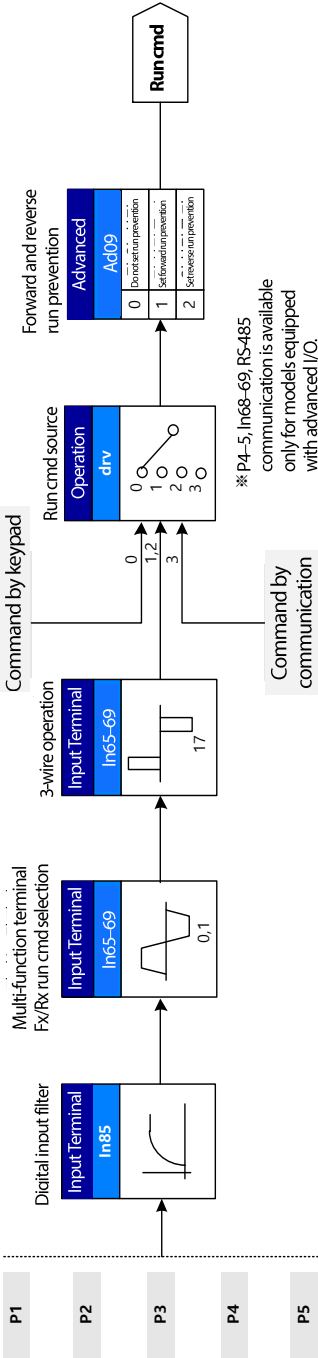 P1
P2
P3
P4
P5
Digital input filter
Input Terminal
In85
Multi-function terminal
Fx/Rx run cmd selection
Input Terminal
In65–69
0,1
3-wire operation
Input Terminal
In65–69
17
Command by keypad
0
1,2
3
Command by
communication
Run cmd source
Operation
drv
0
1
2
3
Forward and reverse
run prevention
Advanced
Ad09
0 Do not set run prevention
1 Set forward run prevention
2 Set reverse run prevention
Run cmd
※ P4–5, In68–69, RS-485
communication is available
only for models equipped
with advanced I/O.